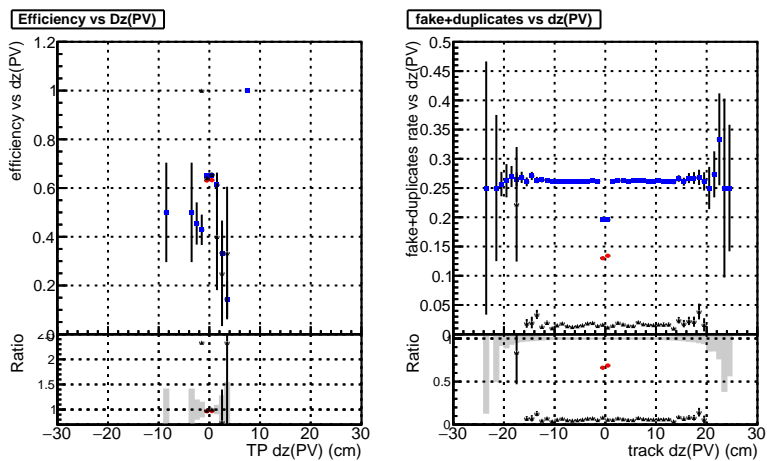 Efficiency vs Dz(PV)
efficiency vs dz(PV)
1.2
1
0.8
0.6
0.4
0.2
0
Ratio
2
1.5
1
−30 −20 −10 0 10 20 30
TP dz(PV) (cm)
fake+duplicates vs dz(PV)
fake+duplicates rate vs dz(PV)
0.5
0.45
0.4
0.35
0.3
0.25
0.2
0.15
0.1
0.05
0
Ratio
1
0.5
0
−30 −20 −10 0 10 20 30
track dz(PV) (cm)